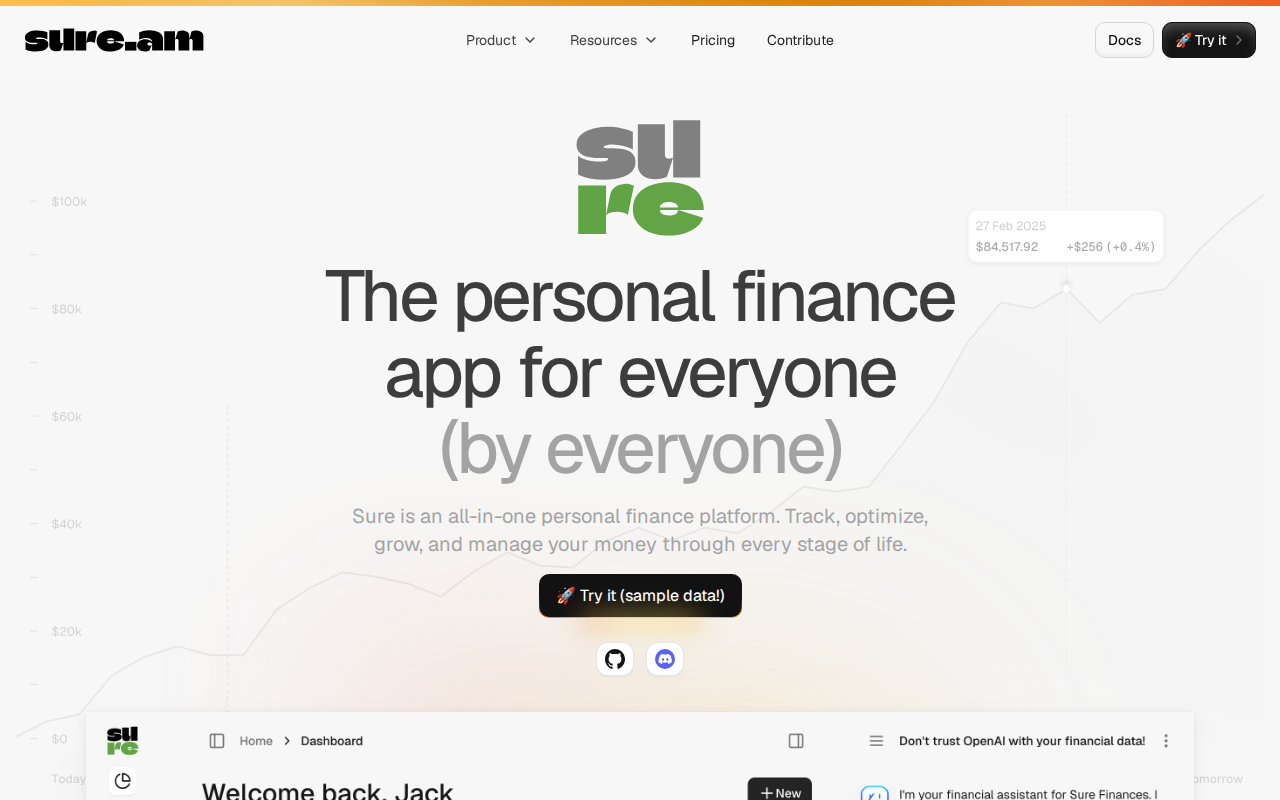 sure.am
Product
Resources
Pricing
Contribute
Docs
🚀 Try it
su
re
$100k
27 Feb 2025
$84,517.92 +$256 (+0.4%)
The personal finance
$80k
app for everyone
$60k
(by everyone)
$40k
Sure is an all-in-one personal finance platform. Track, optimize,
grow, and manage your money through every stage of life.
🚀 Try it (sample data!)
$20k
$0
su
re
Home > Dashboard
Don't trust OpenAI with your financial data!
Today
Welcome back, Jack
+ New
I'm your financial assistant for Sure Finances. I
omorrow